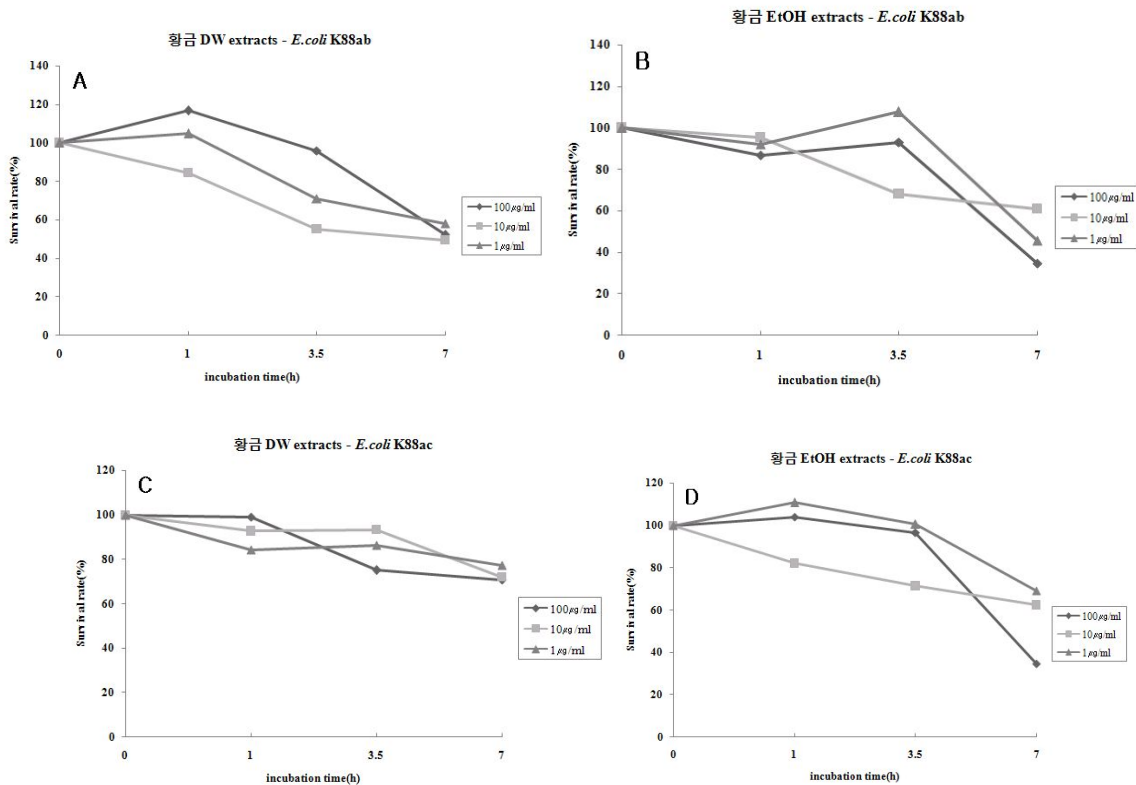 황금 DW extracts - E.coli K88ab
A
140
120
100
80
60
40
20
0
Survival rate(%)
0 1 3.5 7
incubation time(h)
100㎍/ml
10㎍/ml
1㎍/ml
황금 EtOH extracts - E.coli K88ab
B
140
120
100
80
60
40
20
0
Survival rate(%)
0 1 3.5 7
incubation time(h)
100㎍/ml
10㎍/ml
1㎍/ml
황금 DW extracts - E.coli K88ac
C
120
100
80
60
40
20
0
Survival rate(%)
0 1 3.5 7
incubation time(h)
100㎍/ml
10㎍/ml
1㎍/ml
황금 EtOH extracts - E.coli K88ac
D
120
100
80
60
40
20
0
Survival rate(%)
0 1 3.5 7
incubation time(h)
100㎍/ml
10㎍/ml
1㎍/ml